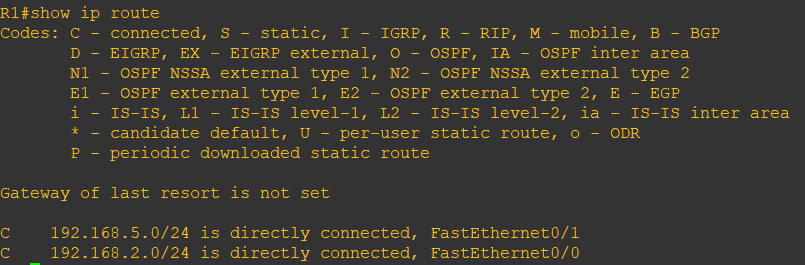 R1#show ip route
Codes: C - connected, S - static, I - IGRP, R - RIP, M - mobile, B - BGP
D - EIGRP, EX - EIGRP external, O - OSPF, IA - OSPF inter area
N1 - OSPF NSSA external type 1, N2 - OSPF NSSA external type 2
E1 - OSPF external type 1, E2 - OSPF external type 2, E - EGP
i - IS-IS, L1 - IS-IS level-1, L2 - IS-IS level-2, ia - IS-IS inter area
* - candidate default, U - per-user static route, o - ODR
P - periodic downloaded static route
Gateway of last resort is not set
C 192.168.5.0/24 is directly connected, FastEthernet0/1
C 192.168.2.0/24 is directly connected, FastEthernet0/0